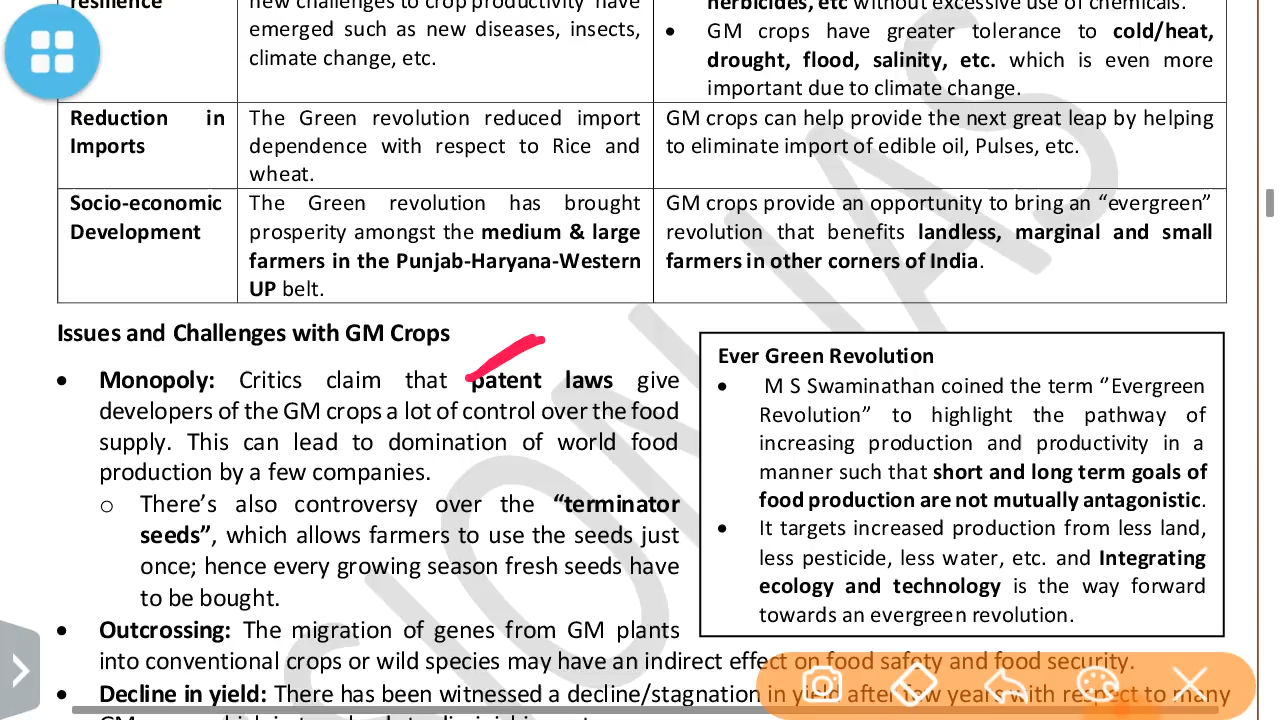 resilience
new challenges to crop productivity have
emerged such as new diseases, insects,
climate change, etc.
herbicides, etc without excessive use of chemicals.
• GM crops have greater tolerance to cold/heat,
drought, flood, salinity, etc. which is even more
important due to climate change.
Reduction in
Imports
The Green revolution reduced import
dependence with respect to Rice and
wheat.
GM crops can help provide the next great leap by helping
to eliminate import of edible oil, Pulses, etc.
Socio-economic
Development
The Green revolution has brought
prosperity amongst the medium & large
farmers in the Punjab-Haryana-Western
UP belt.
GM crops provide an opportunity to bring an “evergreen”
revolution that benefits landless, marginal and small
farmers in other corners of India.
Issues and Challenges with GM Crops
• Monopoly: Critics claim that patent laws give
developers of the GM crops a lot of control over the food
supply. This can lead to domination of world food
production by a few companies.
o There’s also controversy over the “terminator
seeds”, which allows farmers to use the seeds just
once; hence every growing season fresh seeds have
to be bought.
• Outcrossing: The migration of genes from GM plants
into conventional crops or wild species may have an indirect effect on food safety and food security.
• Decline in yield: There has been witnessed a decline/stagnation in yield after few years with respect to many
Ever Green Revolution
• M S Swaminathan coined the term “Evergreen
Revolution” to highlight the pathway of
increasing production and productivity in a
manner such that short and long term goals of
food production are not mutually antagonistic.
• It targets increased production from less land,
less pesticide, less water, etc. and Integrating
ecology and technology is the way forward
towards an evergreen revolution.
SION IAS